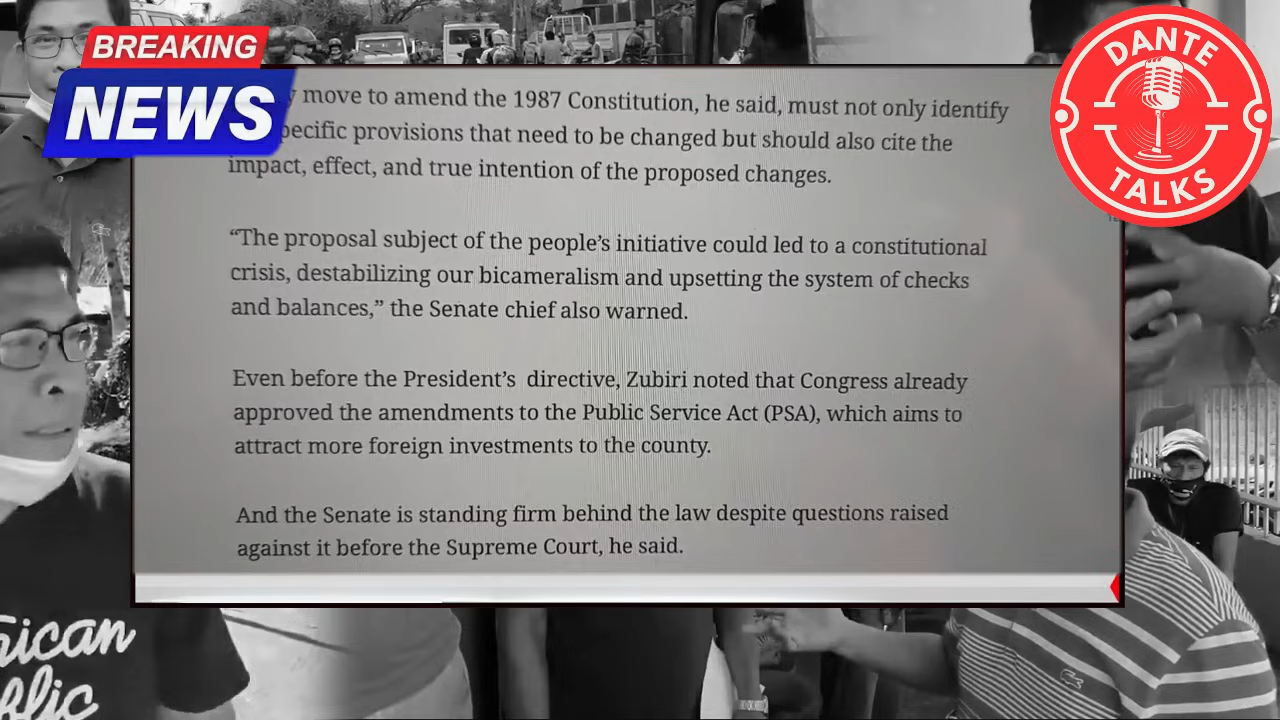 BREAKING
NEWS
DANTE
TALKS
move to amend the 1987 Constitution, he said, must not only identify
pecific provisions that need to be changed but should also cite the
impact, effect, and true intention of the proposed changes.
“The proposal subject of the people’s initiative could led to a constitutional
crisis, destabilizing our bicameralism and upsetting the system of checks
and balances,” the Senate chief also warned.
Even before the President’s directive, Zubiri noted that Congress already
approved the amendments to the Public Service Act (PSA), which aims to
attract more foreign investments to the county.
And the Senate is standing firm behind the law despite questions raised
against it before the Supreme Court, he said.
rican
blic